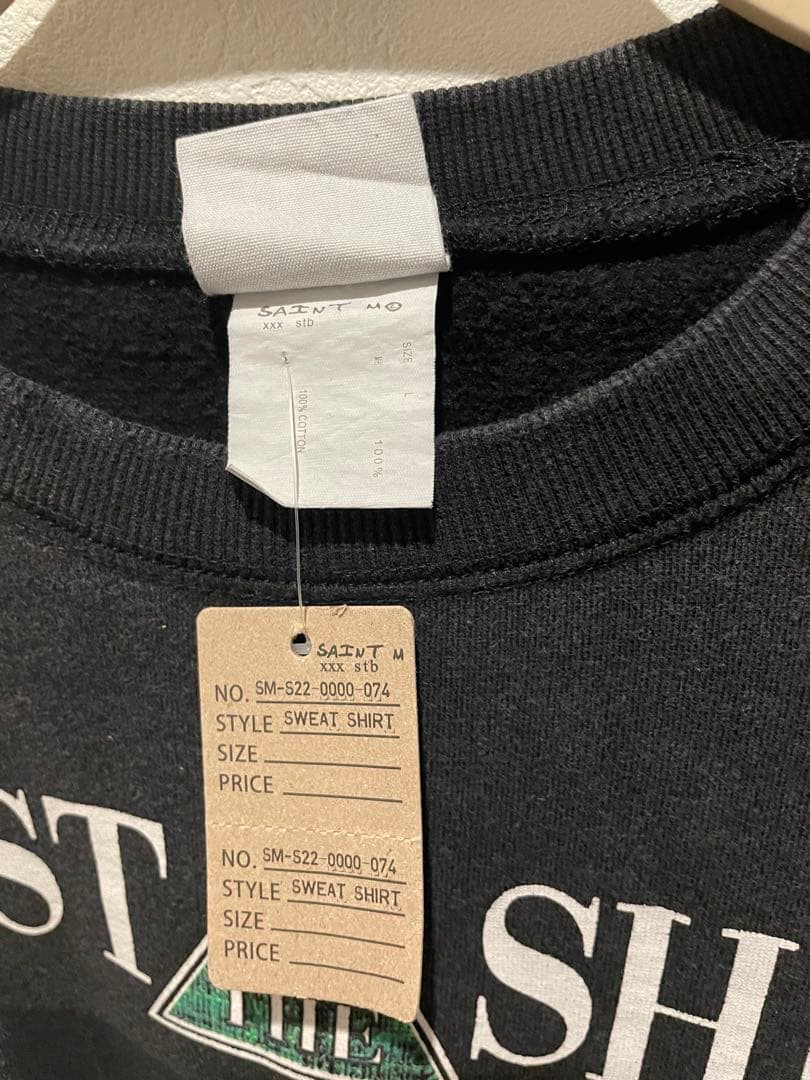 SAINT M©
xxx stb
SIZE L
100% COTTON
100%
SAINT M
xxx stb
NO. SM-S22-0000-074
STYLE SWEAT SHIRT
SIZE
PRICE
NO. SM-S22-0000-074
STYLE SWEAT SHIRT
SIZE
PRICE
ST
SH
THE